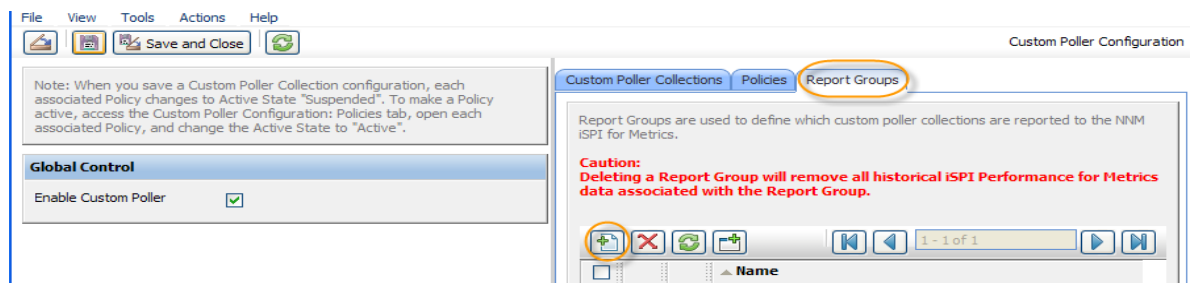 File View Tools Actions Help
Save and Close
Custom Poller Configuration
Note: When you save a Custom Poller Collection configuration, each
associated Policy changes to Active State "Suspended". To make a Policy
active, access the Custom Poller Configuration: Policies tab, open each
associated Policy, and change the Active State to "Active".
Global Control
Enable Custom Poller
Custom Poller Collections Policies Report Groups
Report Groups are used to define which custom poller collections are reported to the NNM
iSPI for Metrics.
Caution:
Deleting a Report Group will remove all historical iSPI Performance for Metrics
data associated with the Report Group.
1 - 1 of 1
Name